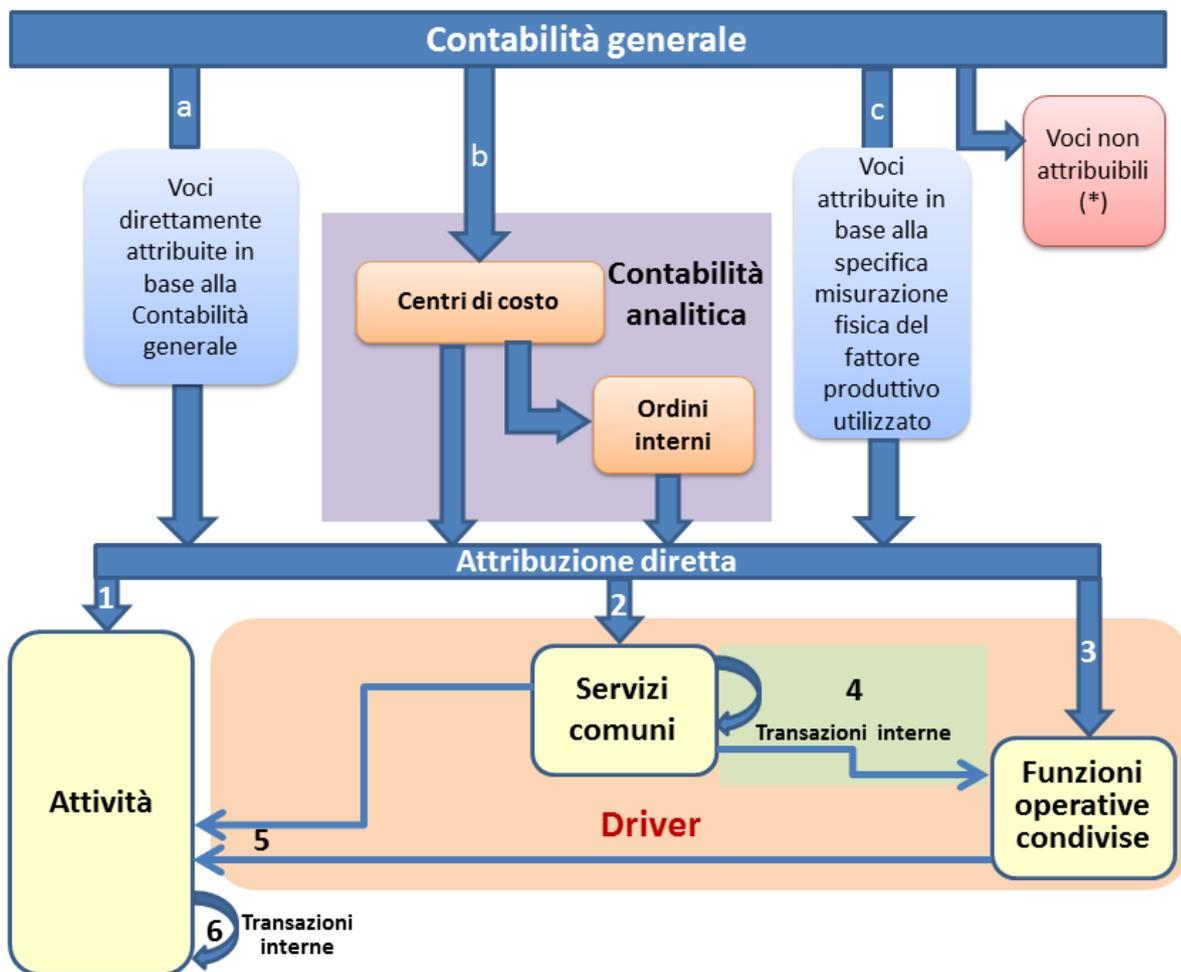 Contabilità generale
a
b
c
Voci
direttamente
attribuite in
base alla
Contabilità
generale
Centri di costo
Contabilità
analitica
Ordini
interni
Voci
attribuite in
base alla
specifica
misurazione
fisica del
fattore
produttivo
utilizzato
Voci non
attribuibili
(*)
Attribuzione diretta
1
2
3
Attività
Servizi
comuni
4
Transazioni interne
Funzioni
operative
condivise
Driver
5
6
Transazioni
interne